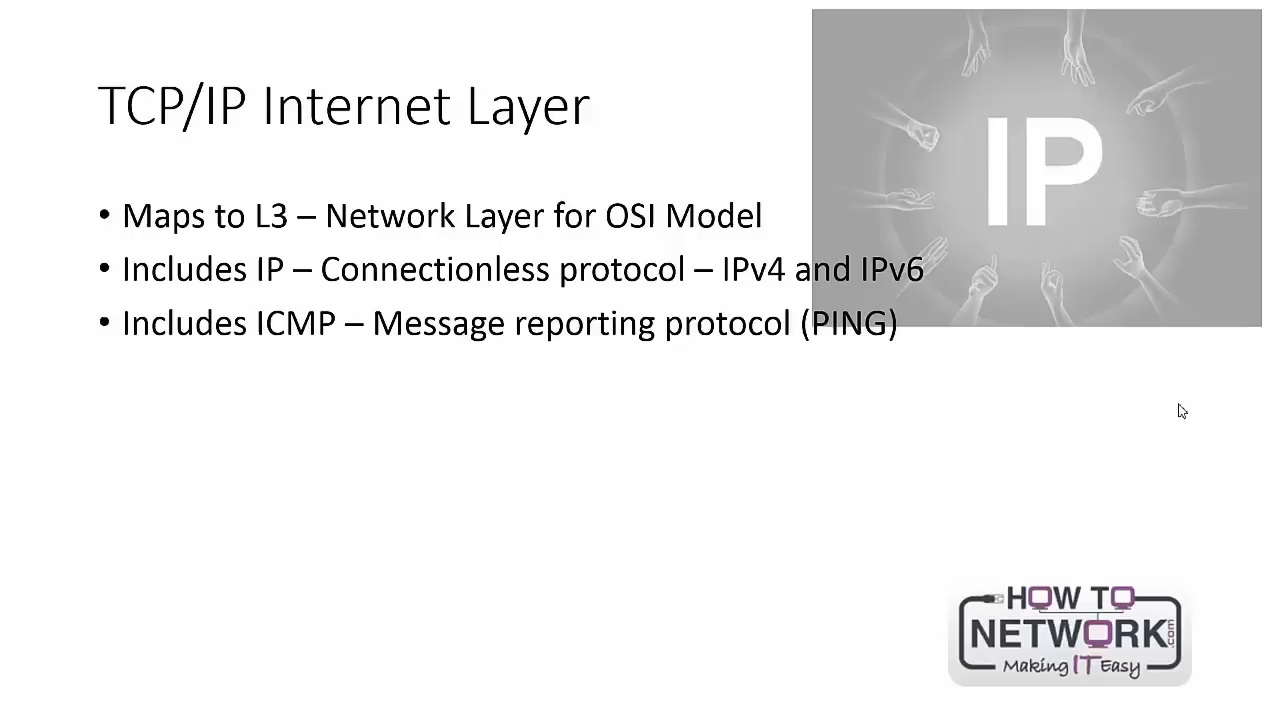 TCP/IP Internet Layer
IP
• Maps to L3 – Network Layer for OSI Model
• Includes IP – Connectionless protocol – IPv4 and IPv6
• Includes ICMP – Message reporting protocol (PING)
HOW TO
NETWORK.com
Making IT Easy